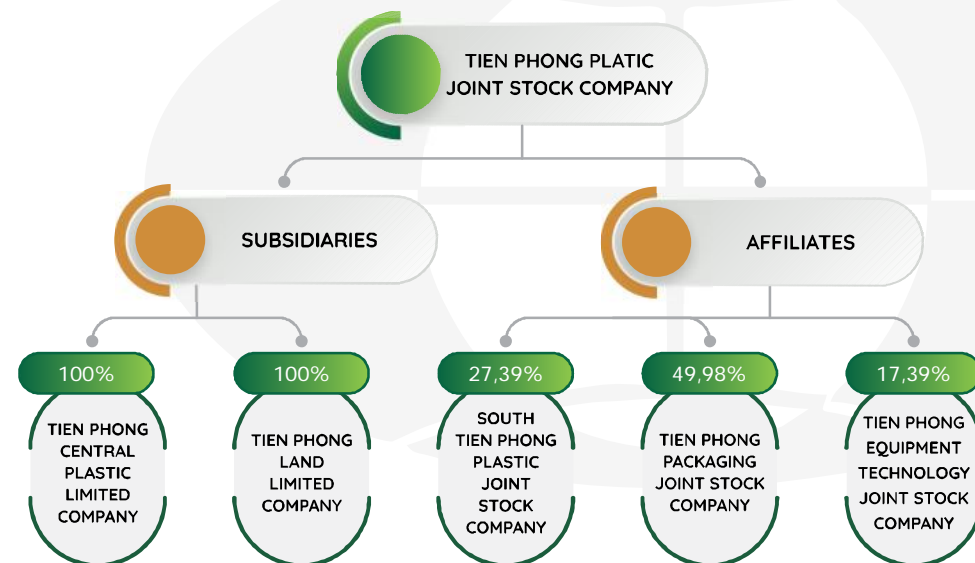 TIEN PHONG PLATIC
JOINT STOCK COMPANY
SUBSIDIARIES
AFFILIATES
100%
TIEN PHONG
CENTRAL
PLASTIC
LIMITED
COMPANY
100%
TIEN PHONG
LAND
LIMITED
COMPANY
27,39%
SOUTH
TIEN PHONG
PLASTIC
JOINT
STOCK
COMPANY
49,98%
TIEN PHONG
PACKAGING
JOINT STOCK
COMPANY
17,39%
TIEN PHONG
EQUIPMENT
TECHNOLOGY
JOINT STOCK
COMPANY